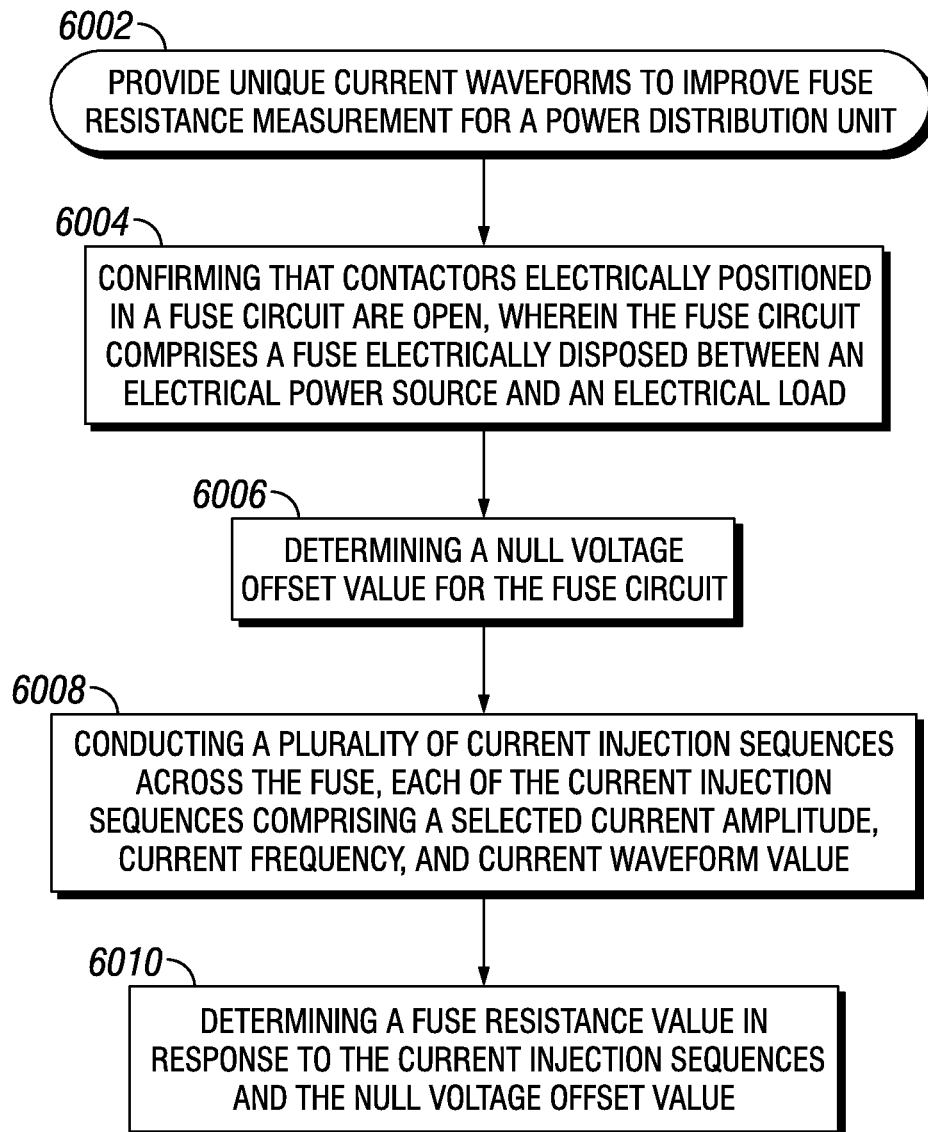 6002
PROVIDE UNIQUE CURRENT WAVEFORMS TO IMPROVE FUSE
RESISTANCE MEASUREMENT FOR A POWER DISTRIBUTION UNIT
6004
CONFIRMING THAT CONTACTORS ELECTRICALLY POSITIONED
IN A FUSE CIRCUIT ARE OPEN, WHEREIN THE FUSE CIRCUIT
COMPRISES A FUSE ELECTRICALLY DISPOSED BETWEEN AN
ELECTRICAL POWER SOURCE AND AN ELECTRICAL LOAD
6006
DETERMINING A NULL VOLTAGE
OFFSET VALUE FOR THE FUSE CIRCUIT
6008
CONDUCTING A PLURALITY OF CURRENT INJECTION SEQUENCES
ACROSS THE FUSE, EACH OF THE CURRENT INJECTION
SEQUENCES COMPRISING A SELECTED CURRENT AMPLITUDE,
CURRENT FREQUENCY, AND CURRENT WAVEFORM VALUE
6010
DETERMINING A FUSE RESISTANCE VALUE IN
RESPONSE TO THE CURRENT INJECTION SEQUENCES
AND THE NULL VOLTAGE OFFSET VALUE